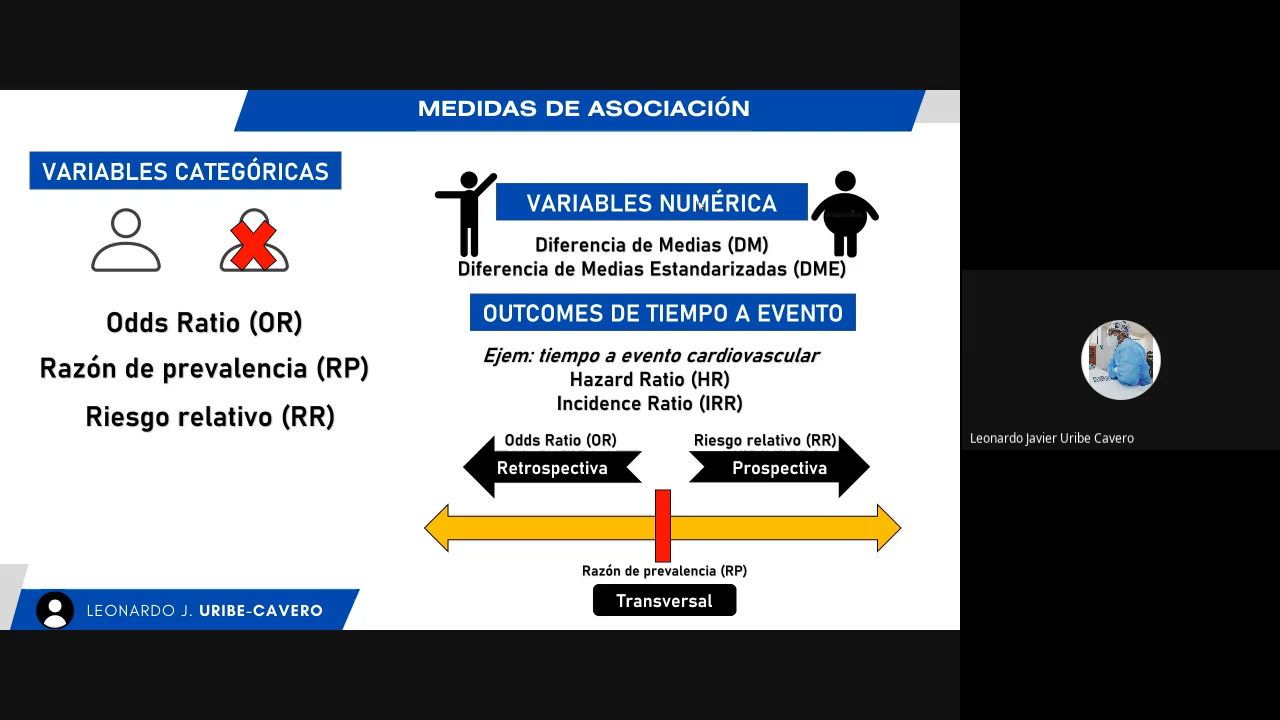 MEDIDAS DE ASOCIACIÓN
VARIABLES CATEGÓRICAS
Odds Ratio (OR)
Razón de prevalencia (RP)
Riesgo relativo (RR)
VARIABLES NUMÉRICA
Diferencia de Medias (DM)
Diferencia de Medias Estandarizadas (DME)
OUTCOMES DE TIEMPO A EVENTO
Ejem: tiempo a evento cardiovascular
Hazard Ratio (HR)
Incidence Ratio (IRR)
Odds Ratio (OR)
Retrospectiva
Riesgo relativo (RR)
Prospectiva
Razón de prevalencia (RP)
Transversal
LEONARDO J. URIBE-CAVERO
Leonardo Javier Uribe Cavero